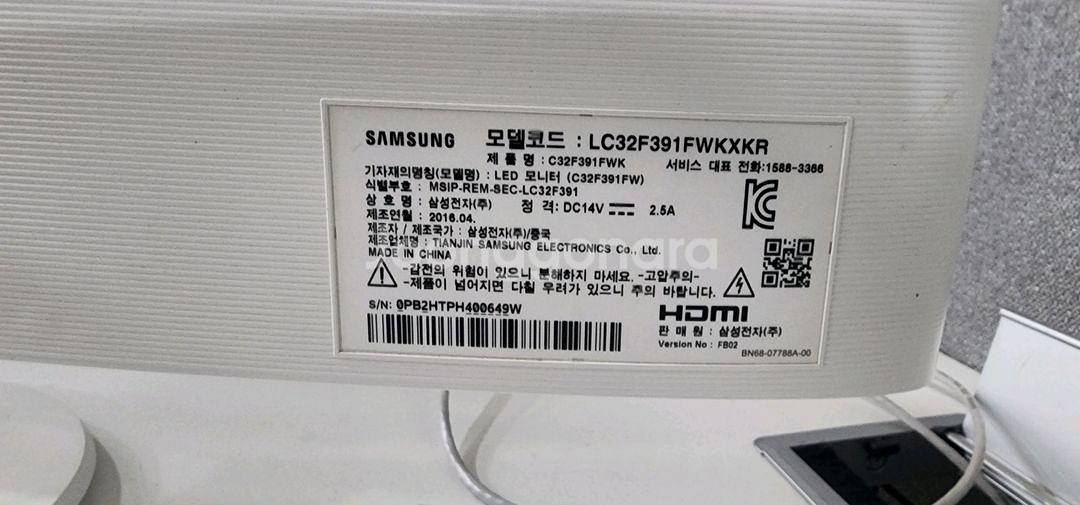 SAMSUNG 모델코드 : LC32F391FWKXKR
제 품 명 : C32F391FWK 서비스 대표 전화:1588-3366
기자재의명칭(모델명) : LED 모니터 (C32F391FW)
식별부호 : MSIP-REM-SEC-LC32F391
상 호 명 : 삼성전자(주) 정 격: DC14V 2.5A
제조연월 : 2016.04.
제조자 / 제조국가 : 삼성전자(주)/중국
제조업체명 : TIANJIN SAMSUNG ELECTRONICS Co., Ltd.
MADE IN CHINA
-감전의 위험이 있으니 분해하지 마세요. -고압주의-
-제품이 넘어지면 다칠 우려가 있으니 주의 바랍니다.
S/N: 0PB2HTPH400649W
HDMI
판 매 원 : 삼성전자(주)
Version No : FB02
BN68-07788A-00